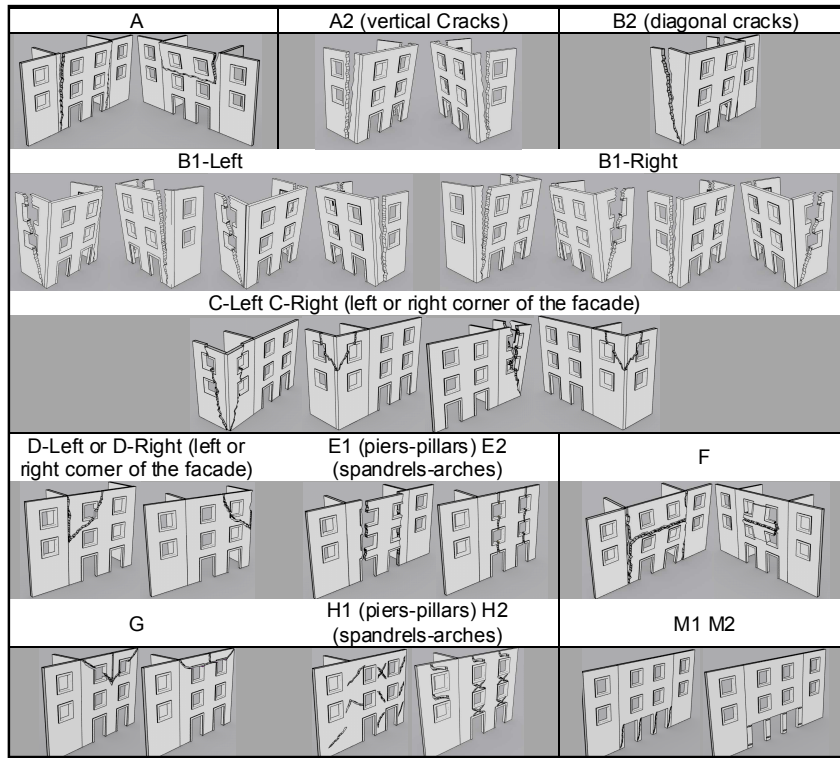 A
A2 (vertical Cracks)
B2 (diagonal cracks)
B1-Left
B1-Right
C-Left C-Right (left or right corner of the facade)
D-Left or D-Right (left or
right corner of the facade)
E1 (piers-pillars) E2
(spandrels-arches)
F
G
H1 (piers-pillars) H2
(spandrels-arches)
M1 M2